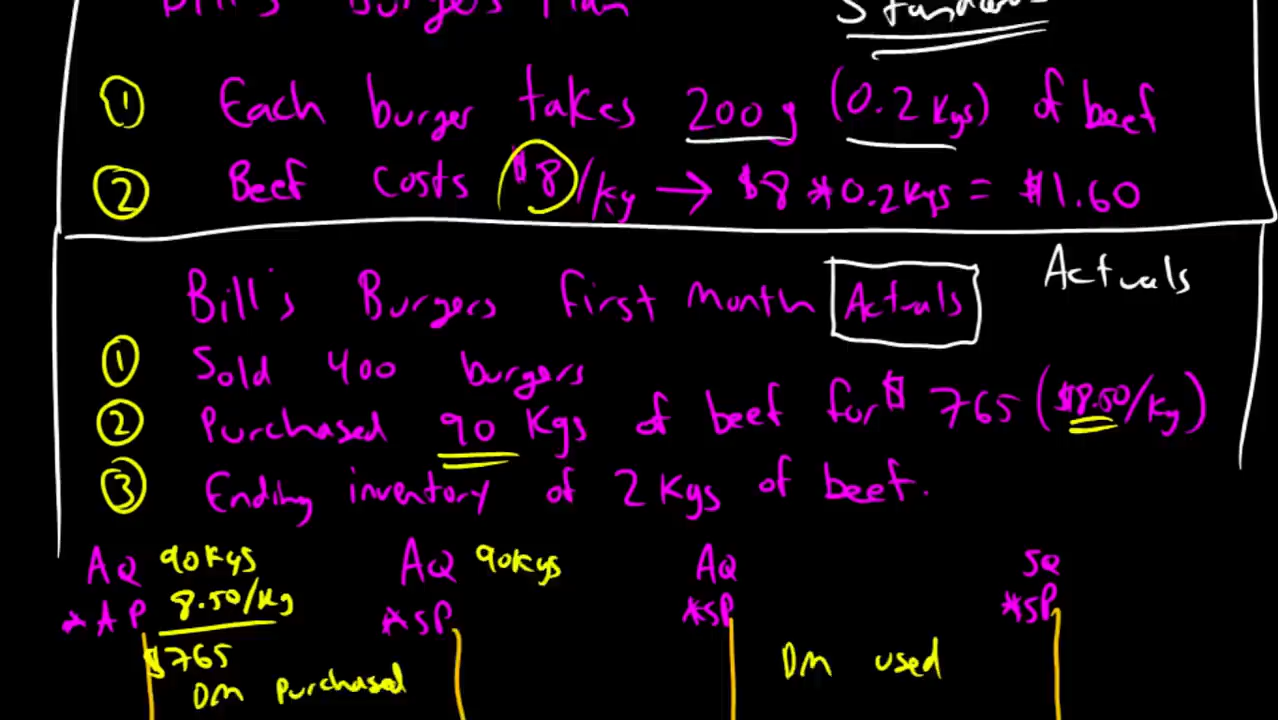 Bill's Burgers Plan
Standard
① Each burger takes 200g (0.2 Kgs) of beef
② Beef costs $8/kg → $8 * 0.2Kgs = $1.60
Actuals
Bill's Burgers First Month Actuals
① Sold 400 burgers
② Purchased 90 Kgs of beef for $ 765 ($8.50/kg)
③ Ending inventory of 2 Kgs of beef.
AQ 90Kgs AQ 90Kgs AQ SQ
*AP 8.50/Kg *SP *SP *SP
$765
DM Purchased DM used